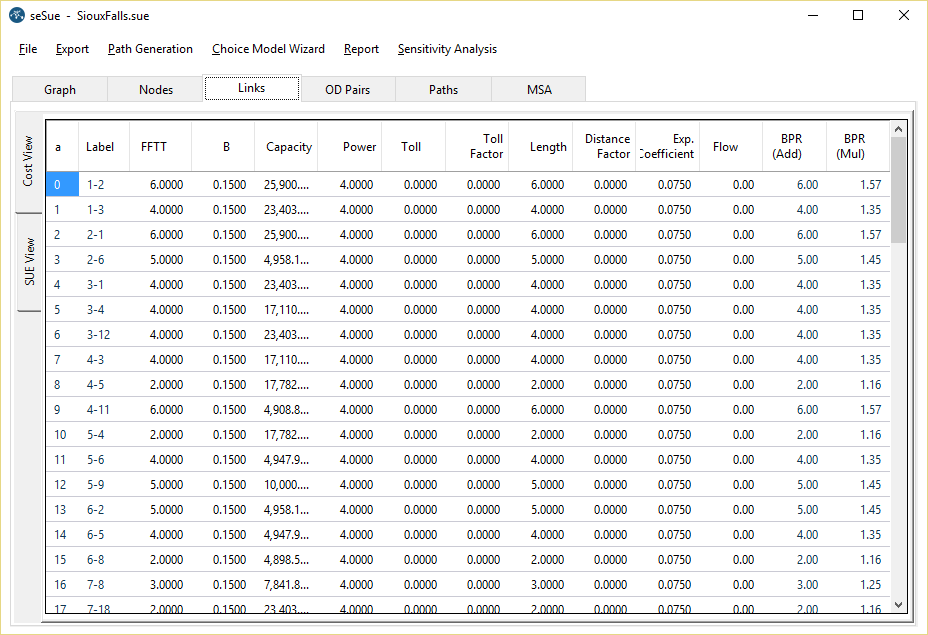 seSue - SiouxFalls.sue
File Export Path Generation Choice Model Wizard Report Sensitivity Analysis
Graph Nodes Links OD Pairs Paths MSA
Cost View
SUE View
a Label FFTT B Capacity Power Toll Toll Factor Length Distance Factor Exp. Coefficient Flow BPR (Add) BPR (Mul)
0 1-2 6.0000 0.1500 25,900.... 4.0000 0.0000 0.0000 6.0000 0.0000 0.0750 0.00 6.00 1.57
1 1-3 4.0000 0.1500 23,403.... 4.0000 0.0000 0.0000 4.0000 0.0000 0.0750 0.00 4.00 1.35
2 2-1 6.0000 0.1500 25,900.... 4.0000 0.0000 0.0000 6.0000 0.0000 0.0750 0.00 6.00 1.57
3 2-6 5.0000 0.1500 4,958.1... 4.0000 0.0000 0.0000 5.0000 0.0000 0.0750 0.00 5.00 1.45
4 3-1 4.0000 0.1500 23,403.... 4.0000 0.0000 0.0000 4.0000 0.0000 0.0750 0.00 4.00 1.35
5 3-4 4.0000 0.1500 17,110.... 4.0000 0.0000 0.0000 4.0000 0.0000 0.0750 0.00 4.00 1.35
6 3-12 4.0000 0.1500 23,403.... 4.0000 0.0000 0.0000 4.0000 0.0000 0.0750 0.00 4.00 1.35
7 4-3 4.0000 0.1500 17,110.... 4.0000 0.0000 0.0000 4.0000 0.0000 0.0750 0.00 4.00 1.35
8 4-5 2.0000 0.1500 17,782.... 4.0000 0.0000 0.0000 2.0000 0.0000 0.0750 0.00 2.00 1.16
9 4-11 6.0000 0.1500 4,908.8... 4.0000 0.0000 0.0000 6.0000 0.0000 0.0750 0.00 6.00 1.57
10 5-4 2.0000 0.1500 17,782.... 4.0000 0.0000 0.0000 2.0000 0.0000 0.0750 0.00 2.00 1.16
11 5-6 4.0000 0.1500 4,947.9... 4.0000 0.0000 0.0000 4.0000 0.0000 0.0750 0.00 4.00 1.35
12 5-9 5.0000 0.1500 10,000.... 4.0000 0.0000 0.0000 5.0000 0.0000 0.0750 0.00 5.00 1.45
13 6-2 5.0000 0.1500 4,958.1... 4.0000 0.0000 0.0000 5.0000 0.0000 0.0750 0.00 5.00 1.45
14 6-5 4.0000 0.1500 4,947.9... 4.0000 0.0000 0.0000 4.0000 0.0000 0.0750 0.00 4.00 1.35
15 6-8 2.0000 0.1500 4,898.5... 4.0000 0.0000 0.0000 2.0000 0.0000 0.0750 0.00 2.00 1.16
16 7-8 3.0000 0.1500 7,841.8... 4.0000 0.0000 0.0000 3.0000 0.0000 0.0750 0.00 3.00 1.25
17 7-18 2.0000 0.1500 23,403.... 4.0000 0.0000 0.0000 2.0000 0.0000 0.0750 0.00 2.00 1.16